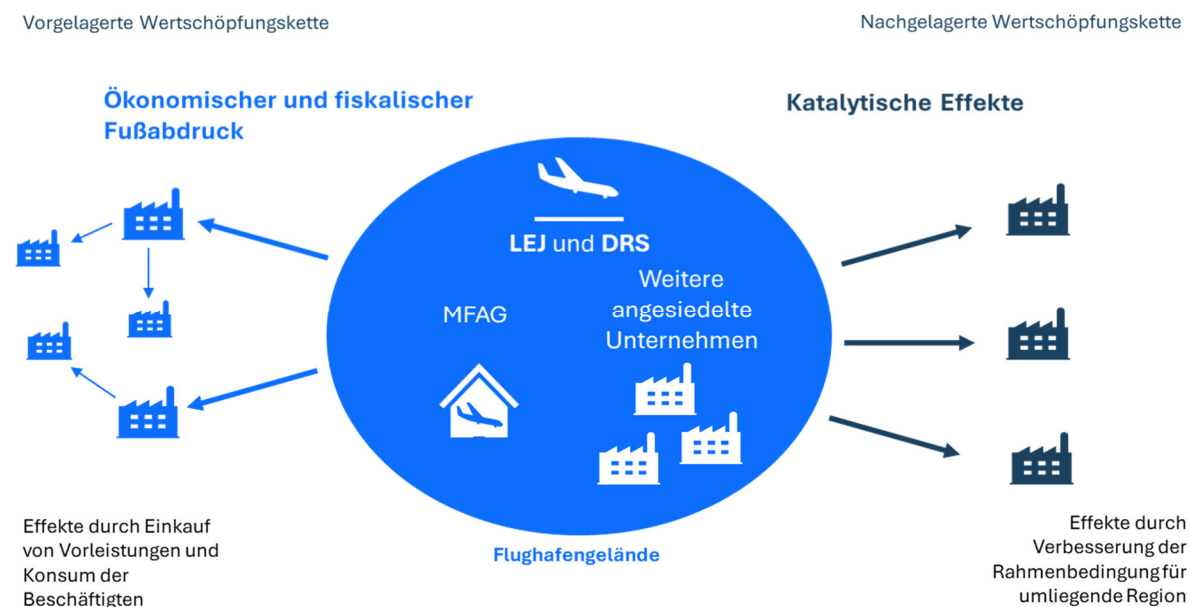 Vorgelagerte Wertschöpfungskette
Nachgelagerte Wertschöpfungskette
Ökonomischer und fiskalischer
Fußabdruck
Katalytische Effekte
LEJ und DRS
MFAG
Weitere
angesiedelte
Unternehmen
Effekte durch Einkauf
von Vorleistungen und
Konsum der
Beschäftigten
Flughafengelände
Effekte durch
Verbesserung der
Rahmenbedingung für
umliegende Region